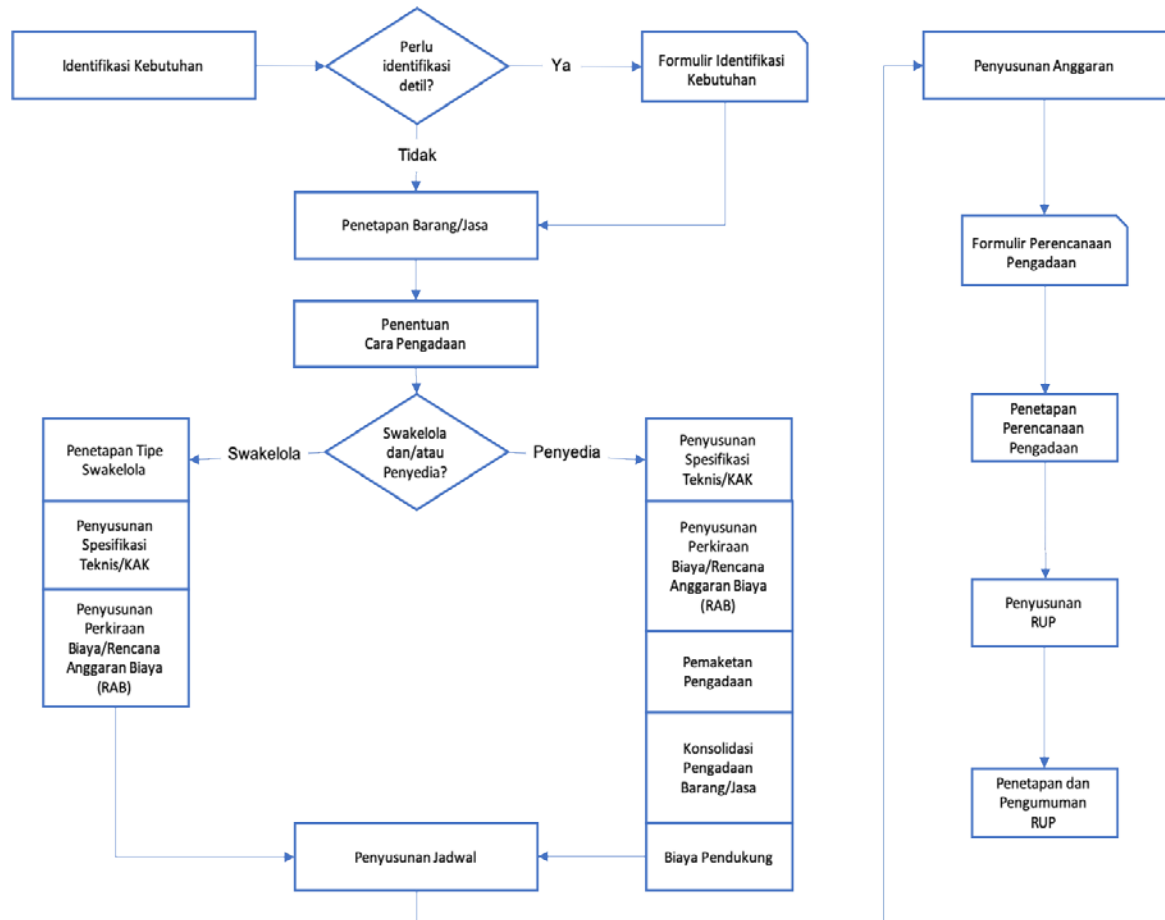 Identifikasi Kebutuhan
Perlu
identifikasi
detil?
Ya
Formulir Identifikasi
Kebutuhan
Tidak
Penetapan Barang/Jasa
Penentuan
Cara Pengadaan
Swakelola
dan/atau
Penyedia?
Swakelola
Penetapan Tipe
Swakelola
Penyusunan
Spesifikasi
Teknis/KAK
Penyusunan
Perkiraan
Biaya/Rencana
Anggaran Biaya
(RAB)
Penyedia
Penyusunan
Spesifikasi
Teknis/KAK
Penyusunan
Perkiraan
Biaya/Rencana
Anggaran Biaya
(RAB)
Pemaketan
Pengadaan
Konsolidasi
Pengadaan
Barang/Jasa
Biaya Pendukung
Penyusunan Jadwal
Penyusunan Anggaran
Formulir Perencanaan
Pengadaan
Penetapan
Perencanaan
Pengadaan
Penyusunan
RUP
Penetapan dan
Pengumuman
RUP